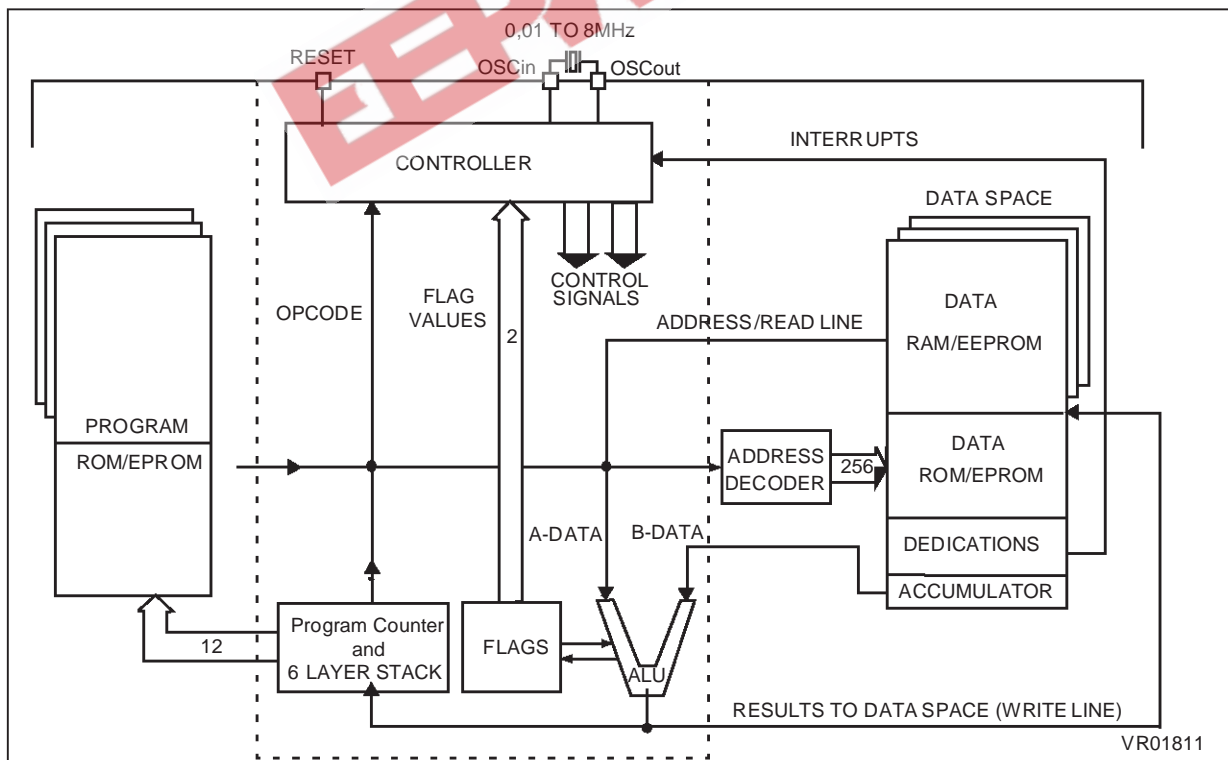 0,01 TO 8MHz
RESET
OSCin
OSCout
INTERRUPTS
CONTROLLER
DATA SPACE
OPCODE
FLAG
VALUES
2
CONTROL
SIGNALS
ADDRESS/READ LINE
DATA
RAM/EEPROM
PROGRAM
ROM/EPROM
ADDRESS
DECODER
256
DATA
ROM/EPROM
A-DATA
B-DATA
DEDICATIONS
ACCUMULATOR
12
Program Counter
and
6 LAYER STACK
FLAGS
ALU
RESULTS TO DATA SPACE (WRITE LINE)
VR01811